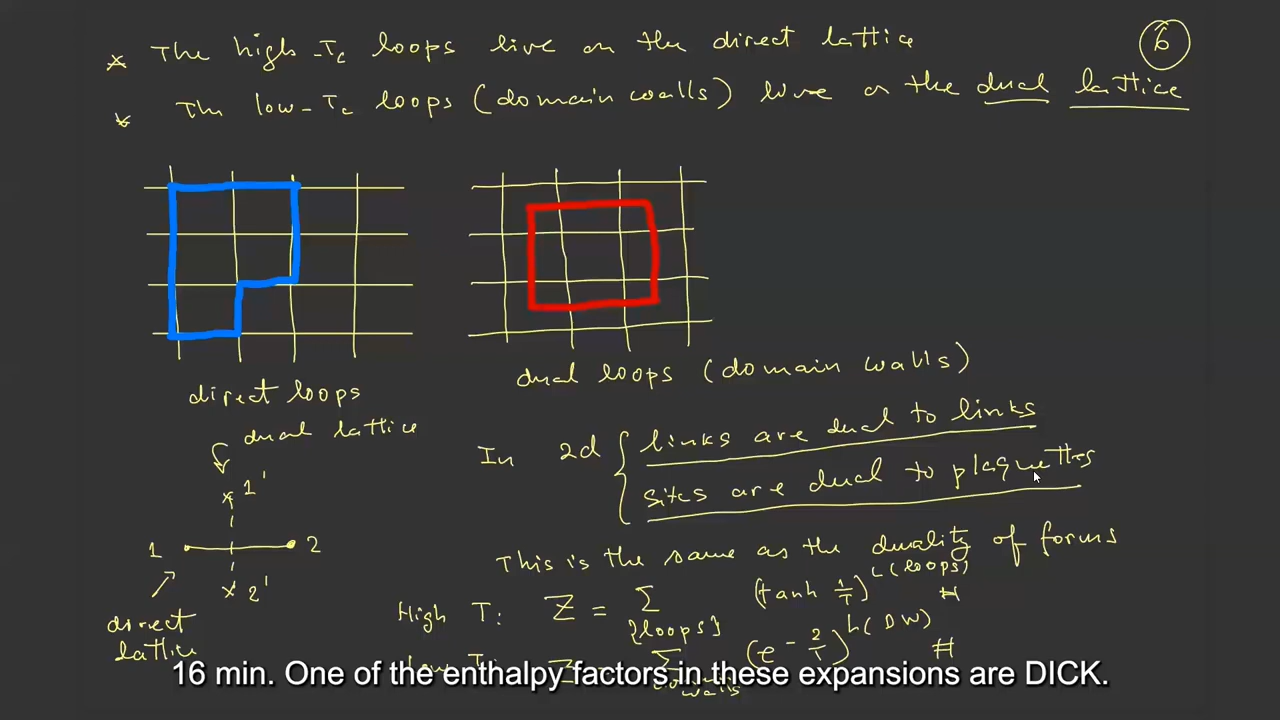 * The high-Tc loops live on the direct lattice
6
* The low-Tc loops (domain walls) live on the dual lattice
direct loops
dual loops (domain walls)
dual lattice
In 2d { links are dual to links
sites are dual to plaquettes
1'
1 2
2'
direct
lattice
This is the same as the duality of forms
High T: Z = Σ (tanh 1/T)^L(loops) #
{loops}
Low T: Z = Σ (e^-2/T)^L(DW) #
walls
16 min. One of the enthalpy factors in these expansions are DICK.